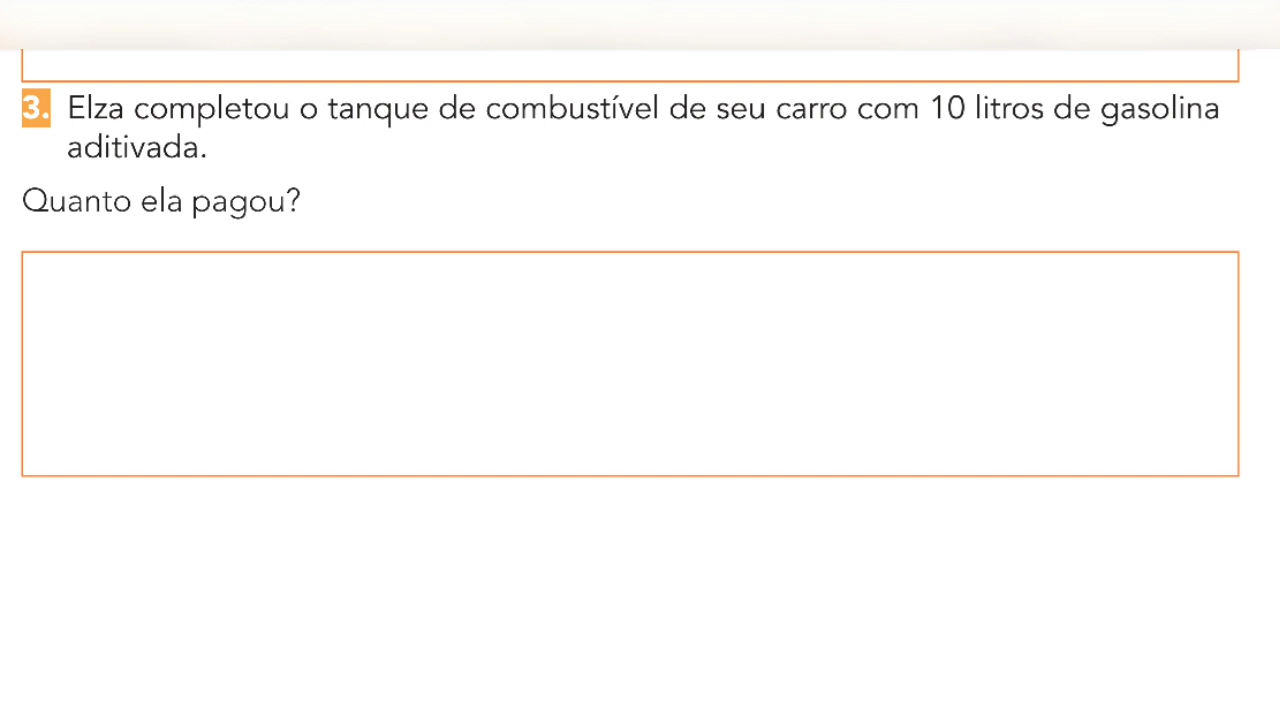 3. Elza completou o tanque de combustível de seu carro com 10 litros de gasolina
aditivada.
Quanto ela pagou?